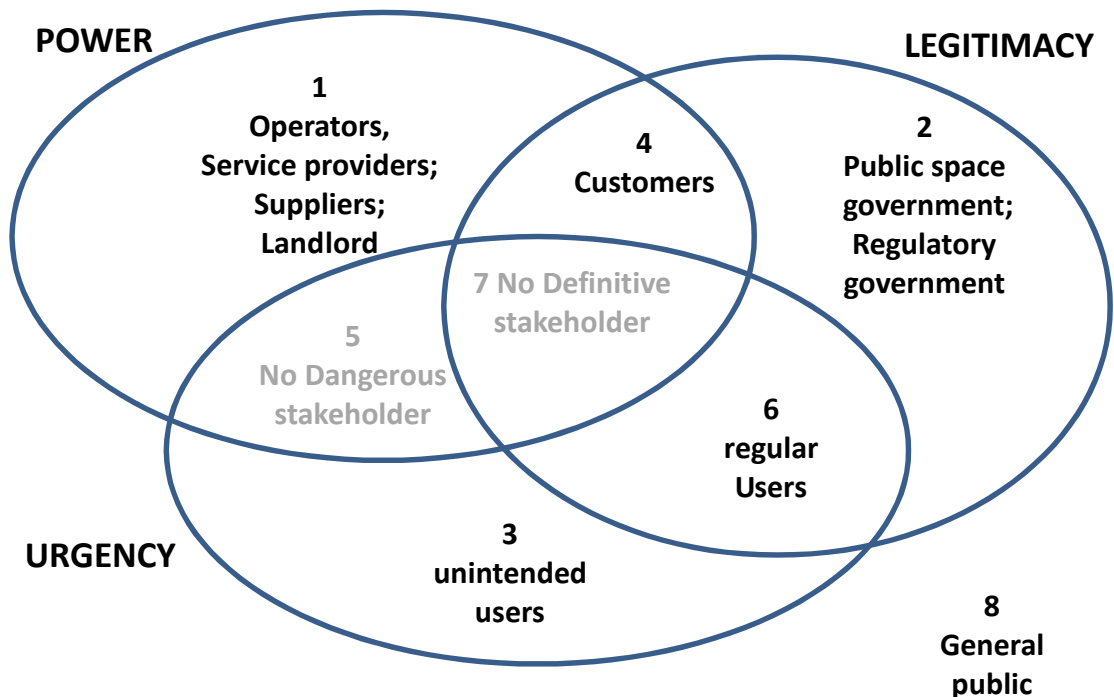 POWER
LEGITIMACY
1
Operators,
Service providers;
Suppliers;
Landlord
4
Customers
2
Public space
government;
Regulatory
government
7 No Definitive
stakeholder
5
No Dangerous
stakeholder
6
regular
Users
URGENCY
3
unintended
users
8
General
public